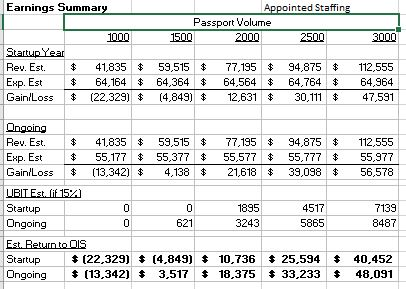 Earnings Summary Appointed Staffing
Passport Volume
1000 1500 2000 2500 3000
Startup Year
Rev. Est. $ 41,835 $ 59,515 $ 77,195 $ 94,875 $ 112,555
Exp. Est $ 64,164 $ 64,364 $ 64,564 $ 64,764 $ 64,964
Gain/Loss $ (22,329) $ (4,849) $ 12,631 $ 30,111 $ 47,591
Ongoing
Rev. Est. $ 41,835 $ 59,515 $ 77,195 $ 94,875 $ 112,555
Exp. Est $ 55,177 $ 55,377 $ 55,577 $ 55,777 $ 55,977
Gain/Loss $ (13,342) $ 4,138 $ 21,618 $ 39,098 $ 56,578
UBIT Est. (if 15%)
Startup 0 0 1895 4517 7139
Ongoing 0 621 3243 5865 8487
Est. Return to OIS
Startup $ (22,329) $ (4,849) $ 10,736 $ 25,594 $ 40,452
Ongoing $ (13,342) $ 3,517 $ 18,375 $ 33,233 $ 48,091